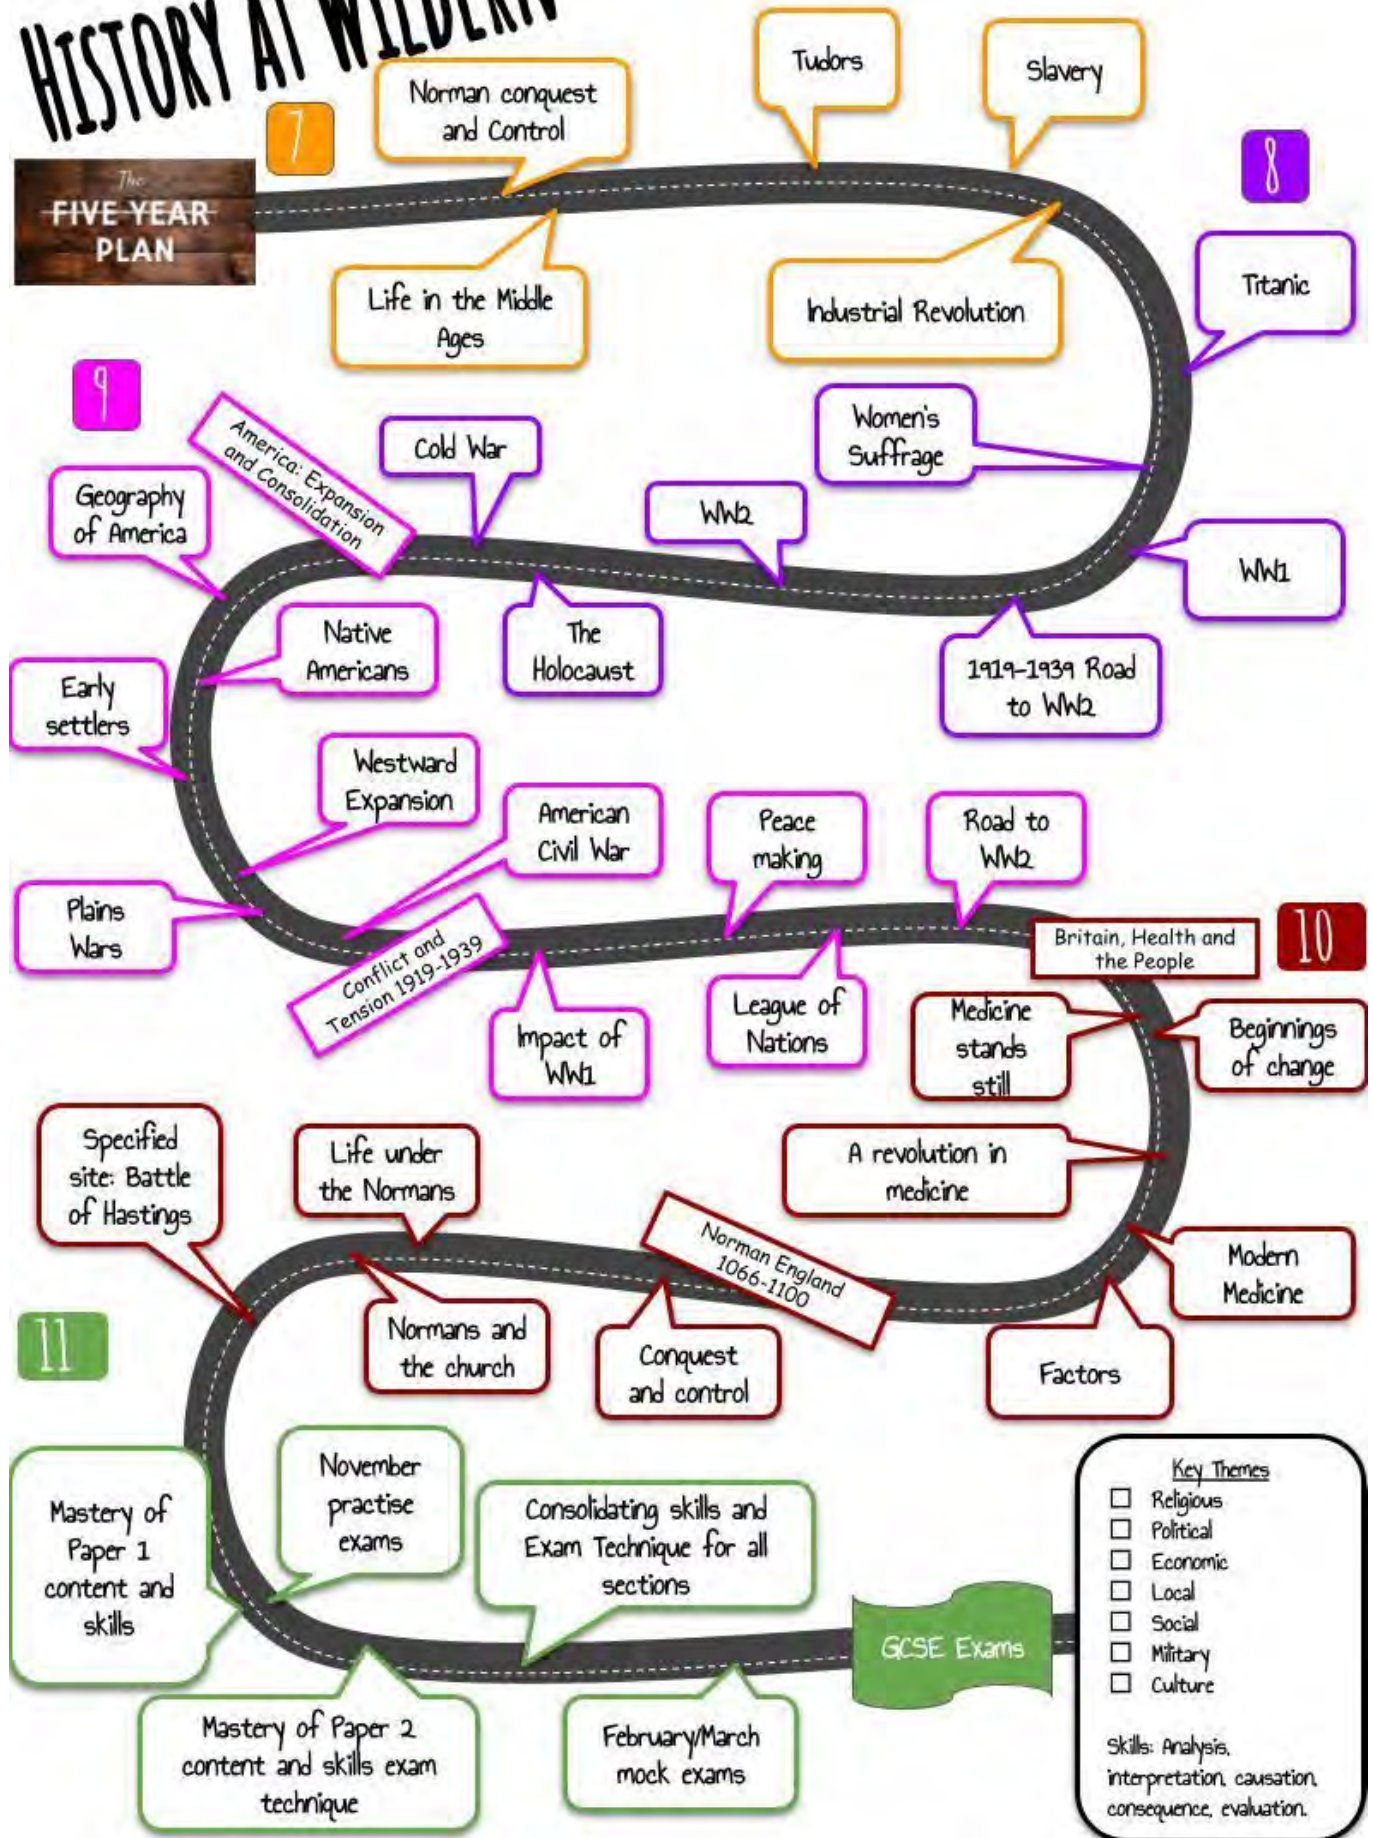 HISTORY AT WILDERN
7
Norman conquest
and Control
Tudors
Slavery
8
The
FIVE YEAR
PLAN
Life in the Middle
Ages
Industrial Revolution
Titanic
9
America: Expansion
and Consolidation
Cold War
Women's
Suffrage
Geography
of America
WW2
WW1
Native
Americans
The
Holocaust
1919-1939 Road
to WW2
Early
settlers
Westward
Expansion
American
Civil War
Peace
making
Road to
WW2
Plains
Wars
Conflict and
Tension 1919-1939
Britain, Health and
the People
10
Impact of
WW1
League of
Nations
Medicine
stands
still
Beginnings
of change
Specified
site: Battle
of Hastings
Life under
the Normans
A revolution in
medicine
Norman England
1066-1100
Modern
Medicine
11
Normans and
the church
Conquest
and control
Factors
Mastery of
Paper 1
content and
skills
November
practise
exams
Consolidating skills and
Exam Technique for all
sections
GCSE Exams
Mastery of Paper 2
content and skills exam
technique
February/March
mock exams
Key Themes
Religious
Political
Economic
Local
Social
Military
Culture
Skills: Analysis,
interpretation, causation,
consequence, evaluation.